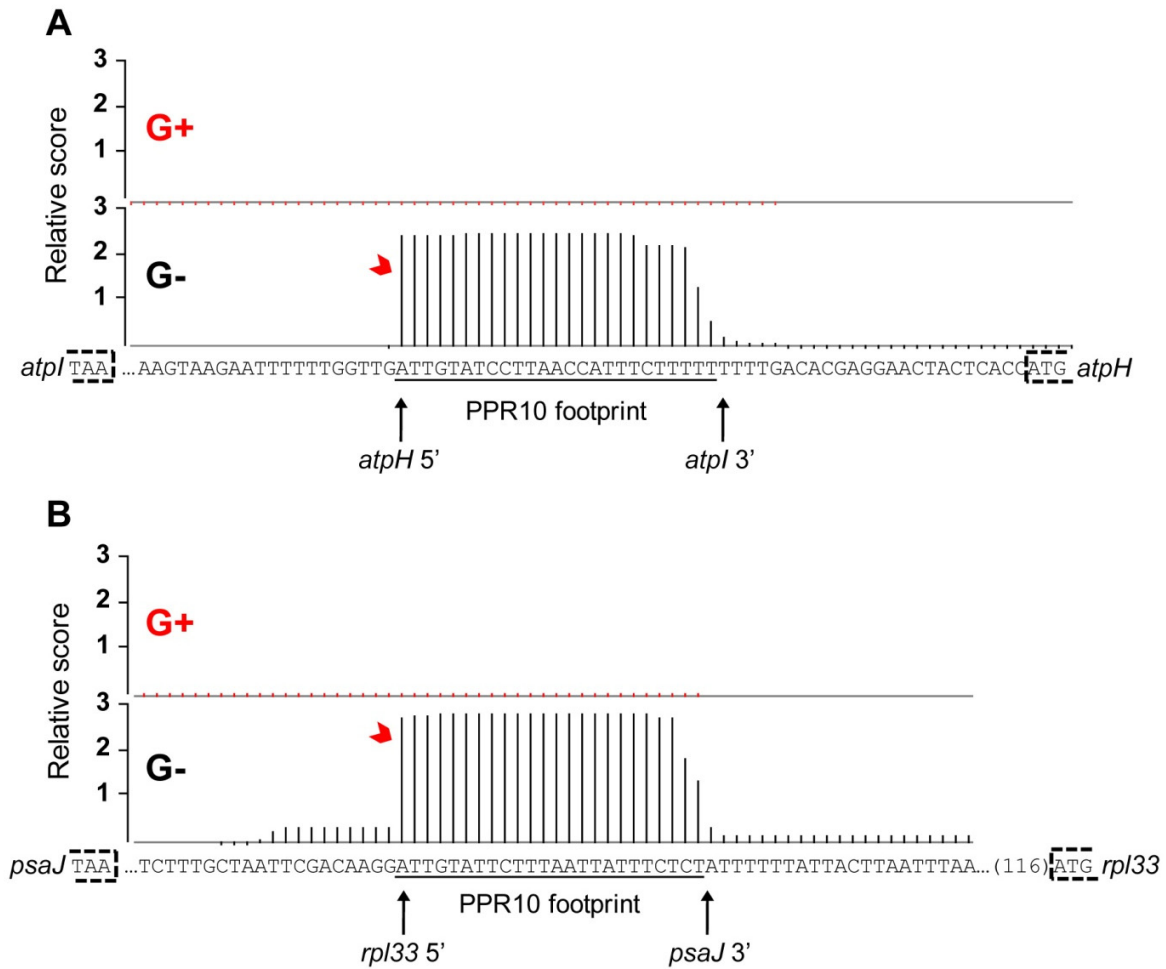 A
Relative score
3
2
1
G+
3
2
1
G-
atpI TAA ...AAGTAAGAATTTTTTGGTTGATTGTATCCTTAACCATTTCTTTTTTTTTGACACGAGGAACTACTCACCATG atpH
PPR10 footprint
atpH 5’ atpI 3’
B
Relative score
3
2
1
G+
3
2
1
G-
psaJ TAA ...TCTTTGCTAATTCGACAAGGATTGTATTCTTTAATTATTTCTCTATTTTTTATTACTTAATTTAA...(116)ATG rpl33
PPR10 footprint
rpl33 5’ psaJ 3’